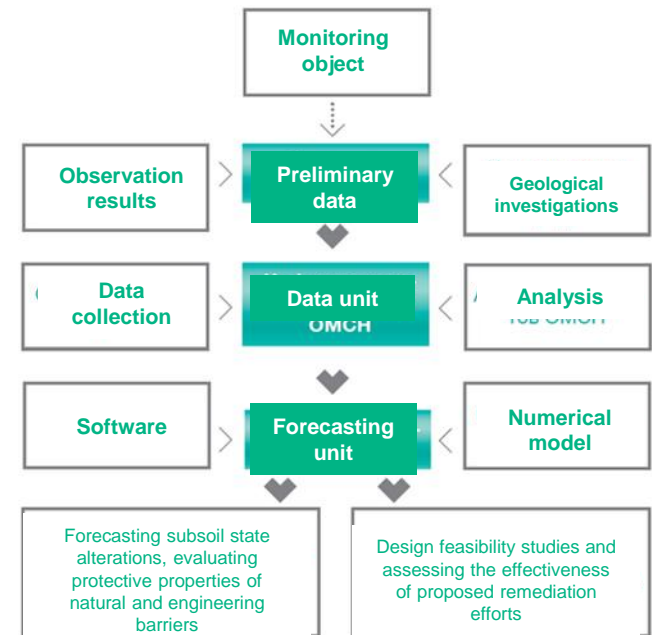 Monitoring
object
Observation
results
Preliminary
data
Geological
investigations
Data
collection
Data unit
ОМСН
Analysis
Software
Forecasting
unit
Numerical
model
Forecasting subsoil state
alterations, evaluating
protective properties of
natural and engineering
barriers
Design feasibility studies and
assessing the effectiveness
of proposed remediation
efforts